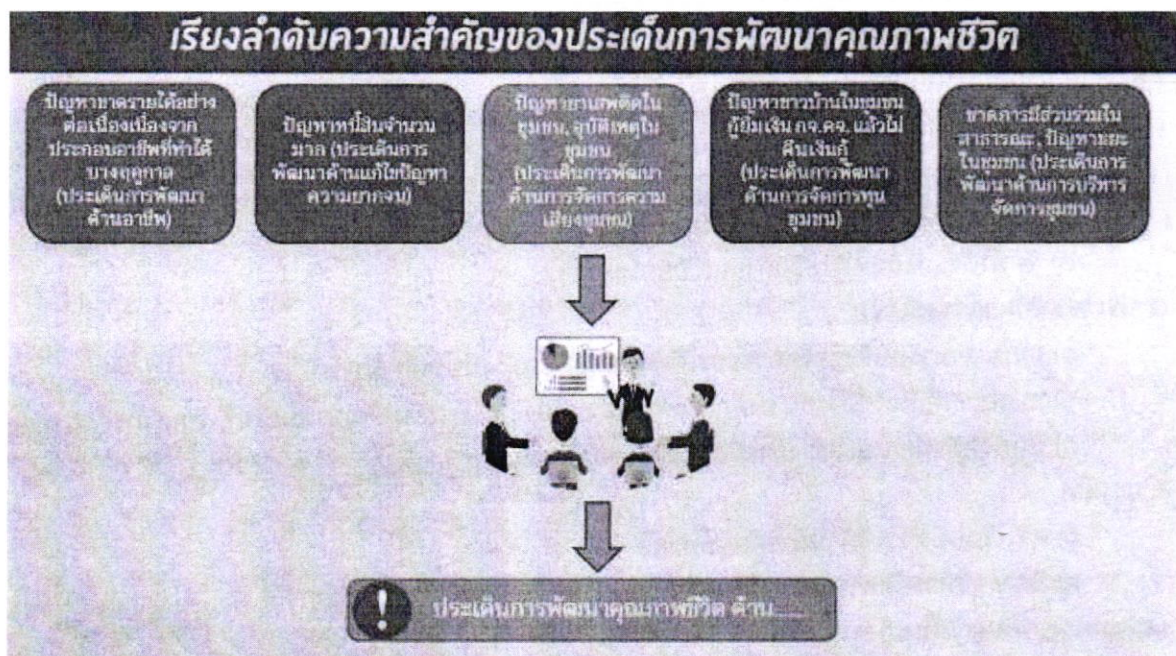 เรียงลำดับความสำคัญของประเด็นการพัฒนาคุณภาพชีวิต
ปัญหาขาดรายได้อย่าง
ต่อเนื่องเนื่องจาก
ประกอบอาชีพที่ทำได้
บางฤดูกาล
(ประเด็นการพัฒนา
ด้านอาชีพ)
ปัญหาหนี้สินจำนวน
มาก (ประเด็นการ
พัฒนาด้านแก้ไขปัญหา
ความยากจน)
ปัญหายาเสพติดใน
ชุมชน, อุบัติเหตุใน
ชุมชน
(ประเด็นการพัฒนา
ด้านการจัดการความ
เสี่ยงชุมชน)
ปัญหาชาวบ้านในชุมชน
กู้ยืมเงิน กข.คจ. แล้วไม่
คืนเงินกู้
(ประเด็นการพัฒนา
ด้านการจัดการทุน
ชุมชน)
ขาดการมีส่วนร่วมใน
สาธารณะ, ปัญหาขยะ
ในชุมชน (ประเด็นการ
พัฒนาด้านการบริหาร
จัดการชุมชน)
! ประเด็นการพัฒนาคุณภาพชีวิต ด้าน......